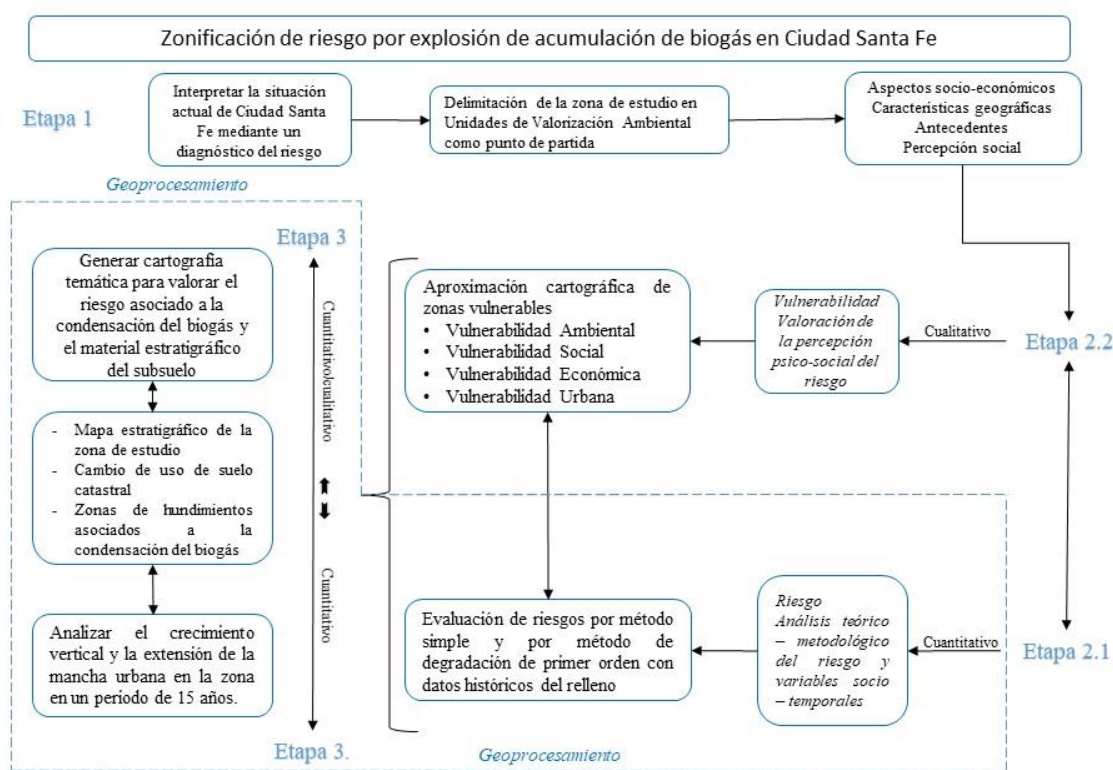 Zonificación de riesgo por explosión de acumulación de biogás en Ciudad Santa Fe
Etapa 1
Interpretar la situación
actual de Ciudad Santa
Fe mediante un
diagnóstico del riesgo
Delimitación de la zona de estudio en
Unidades de Valorización Ambiental
como punto de partida
Aspectos socio-económicos
Características geográficas
Antecedentes
Percepción social
Geoprocesamiento
Etapa 3
Generar cartografía
temática para valorar el
riesgo asociado a la
condensación del biogás y
el material estratigráfico
del subsuelo
Cuantitativo/cualitativo
- Mapa estratigráfico de la
zona de estudio
- Cambio de uso de suelo
catastral
- Zonas de hundimientos
asociados a la
condensación del biogás
Cuantitativo
Analizar el crecimiento
vertical y la extensión de la
mancha urbana en la zona
en un periodo de 15 años.
Etapa 3.
Aproximación cartográfica de
zonas vulnerables
• Vulnerabilidad Ambiental
• Vulnerabilidad Social
• Vulnerabilidad Económica
• Vulnerabilidad Urbana
Vulnerabilidad
Valoración de
la percepción
psico-social del
riesgo
Cualitativo
Etapa 2.2
Evaluación de riesgos por método
simple y por método de
degradación de primer orden con
datos históricos del relleno
Riesgo
Análisis teórico
– metodológico
del riesgo y
variables socio
– temporales
Cuantitativo
Etapa 2.1
Geoprocesamiento